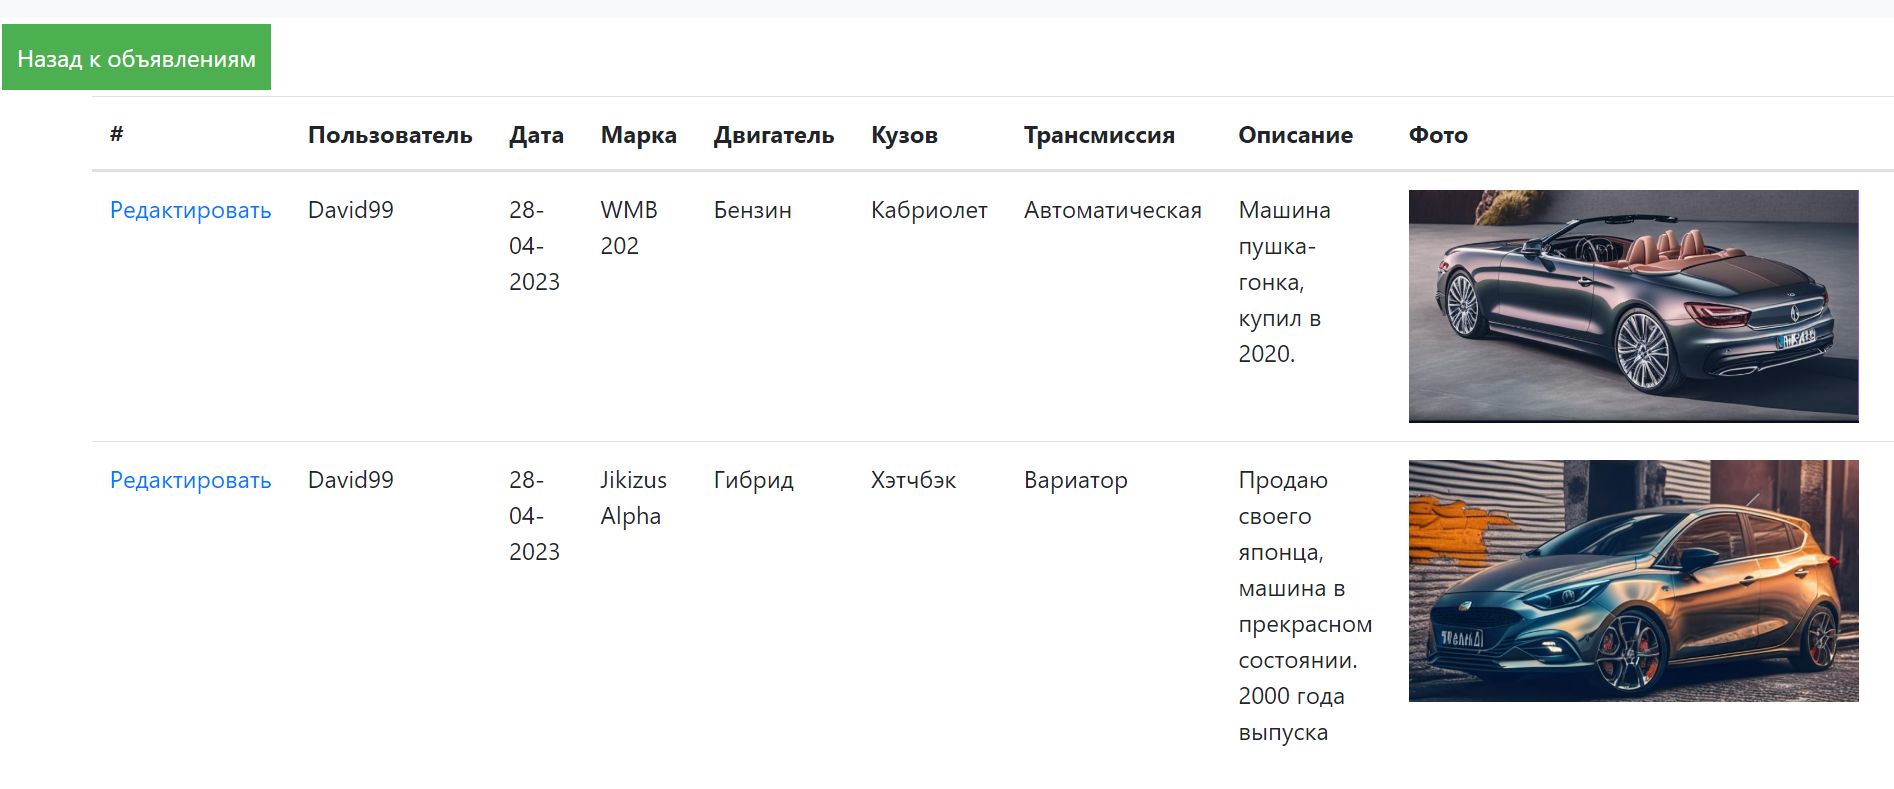 Назад к объявлениям
# Пользователь Дата Марка Двигатель Кузов Трансмиссия Описание Фото
Редактировать David99 28- WMB Бензин Кабриолет Автоматическая Машина
04- 202 пушка-
2023 гонка,
купил в
2020.
Редактировать David99 28- Jikizus Гибрид Хэтчбэк Вариатор Продаю
04- Alpha своего
2023 японца,
машина в
прекрасном
состоянии.
2000 года
выпуска